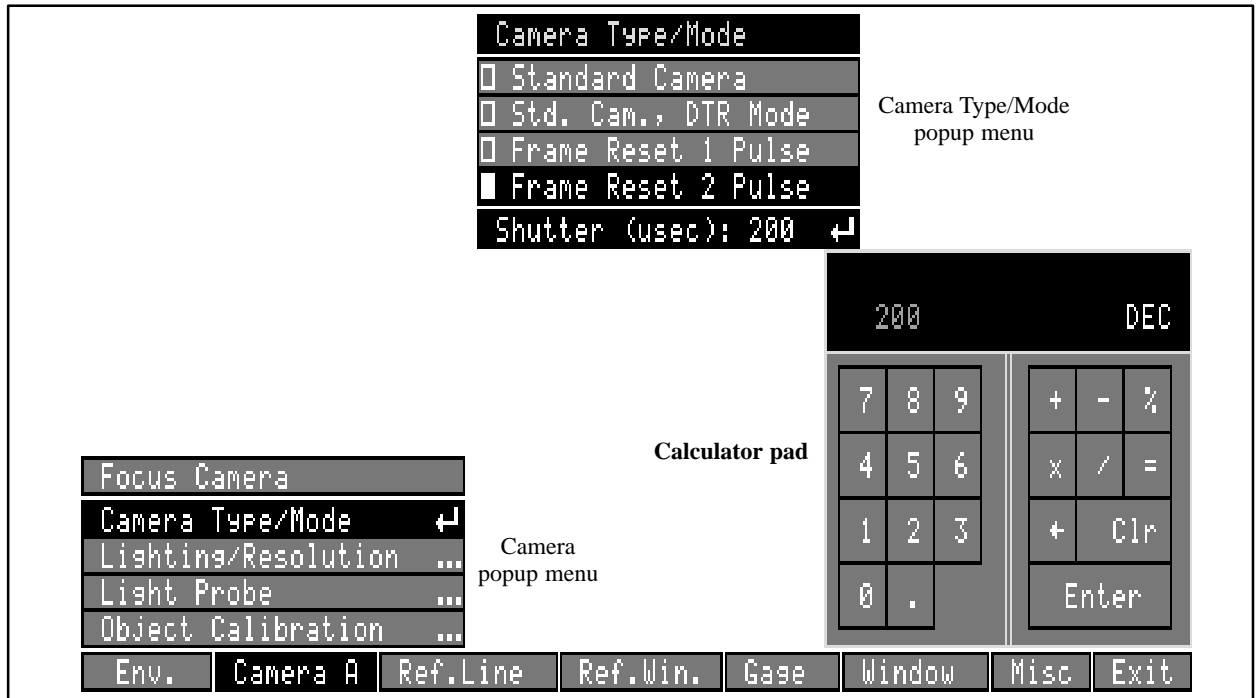 Camera Type/Mode
Standard Camera
Std. Cam., DTR Mode
Frame Reset 1 Pulse
Frame Reset 2 Pulse
Shutter (usec): 200 ↵
Camera Type/Mode
popup menu
200 DEC
7 8 9 + - %
4 5 6 x / =
1 2 3 ← Clr
0 . Enter
Calculator pad
Focus Camera
Camera Type/Mode ↵
Lighting/Resolution ...
Light Probe ...
Object Calibration ...
Camera
popup menu
Env. Camera A Ref.Line Ref.Win. Gage Window Misc Exit